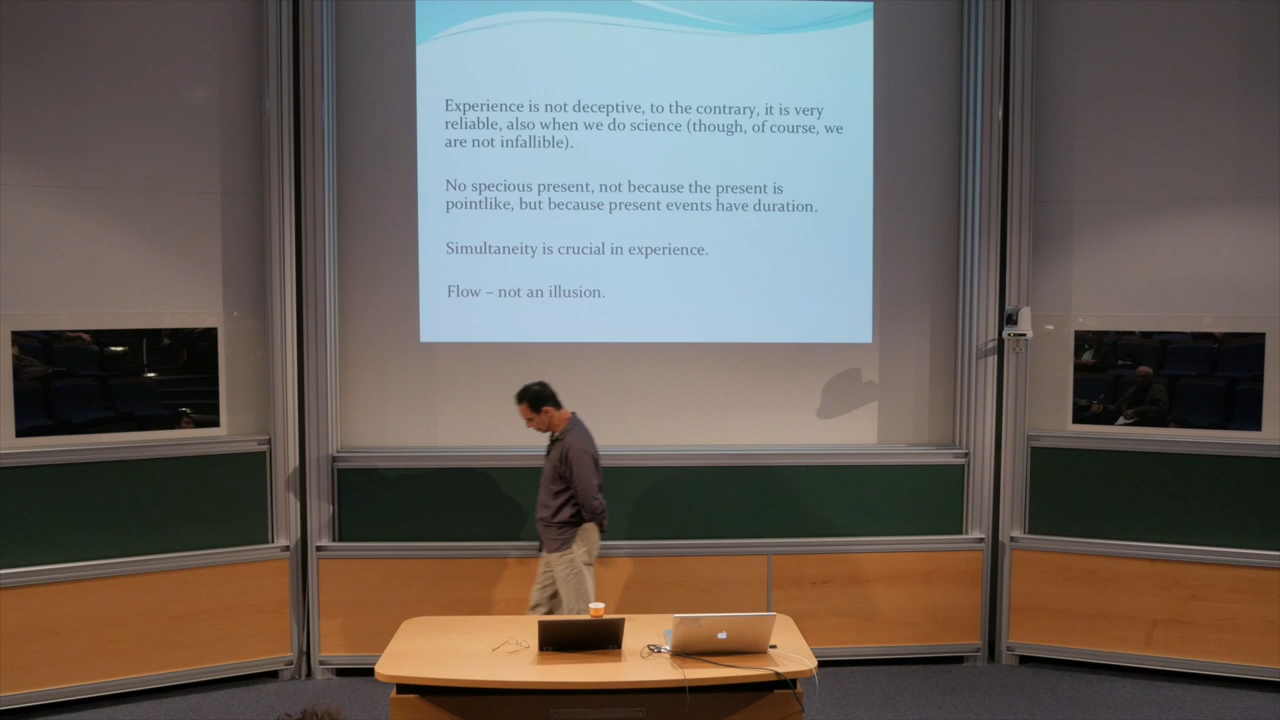 Experience is not deceptive, to the contrary, it is very
reliable, also when we do science (though, of course, we
are not infallible).
No specious present, not because the present is
pointlike, but because present events have duration.
Simultaneity is crucial in experience.
Flow – not an illusion.